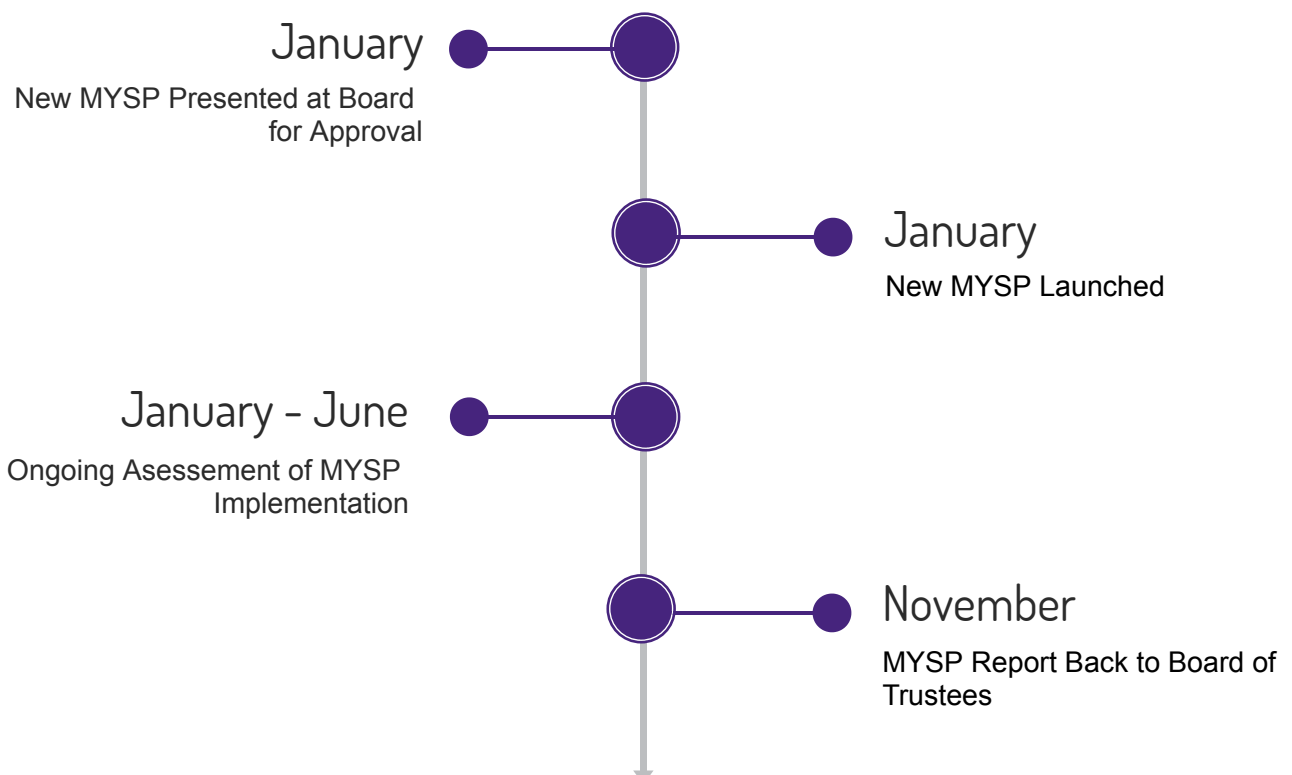 January
New MYSP Presented at Board
for Approval
January
New MYSP Launched
January - June
Ongoing Asessement of MYSP
Implementation
November
MYSP Report Back to Board of
Trustees